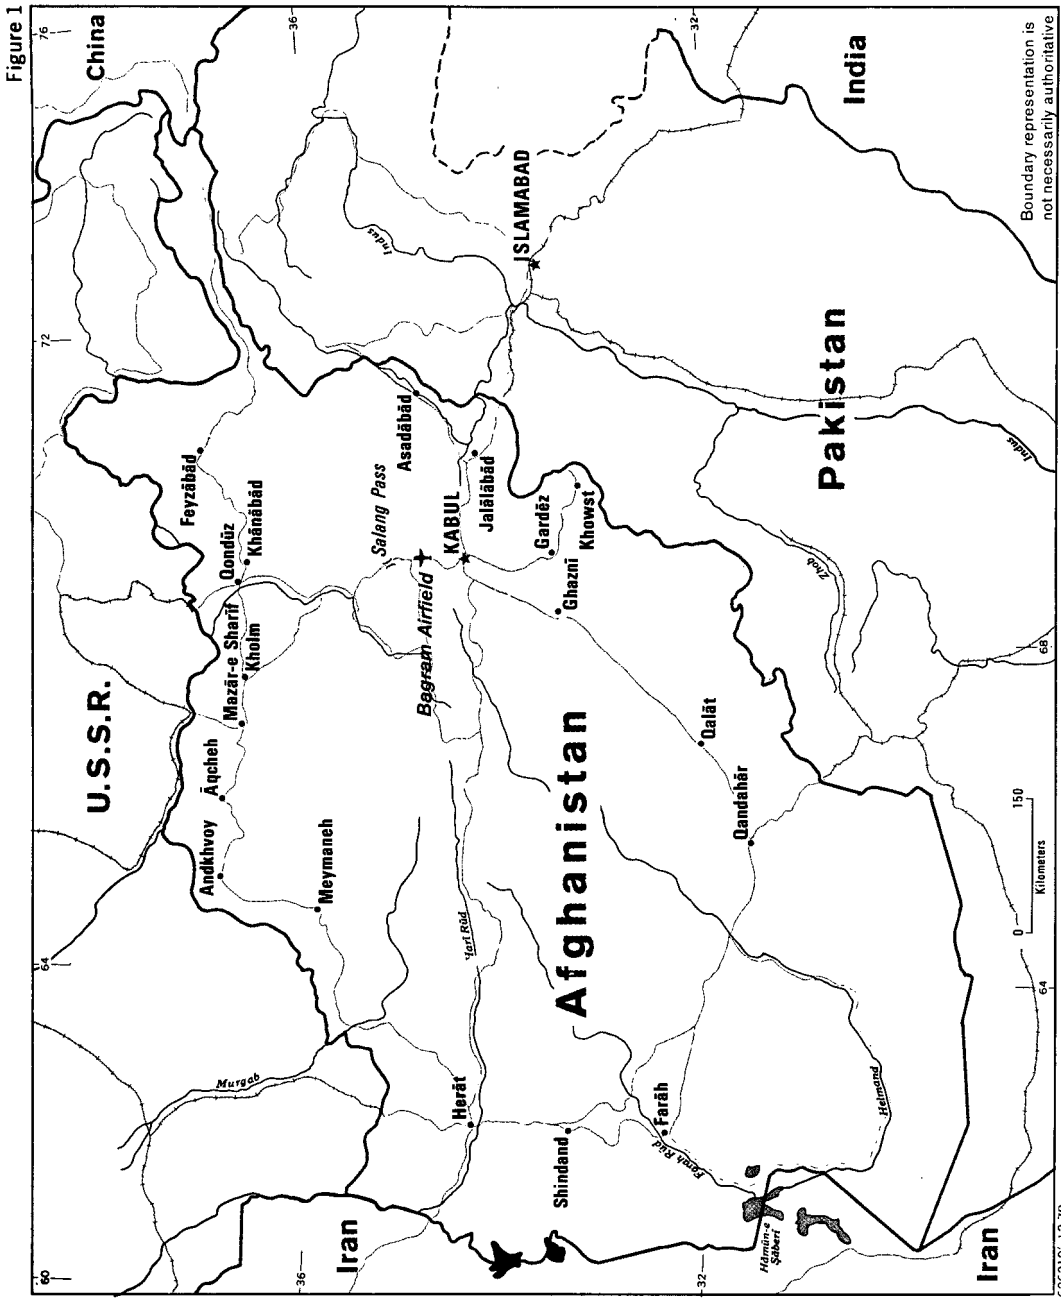 Figure 1
60
64
72
76
U.S.S.R.
China
Andkhvoy
Āqcheh
Mazār-e Sharīf
Kholm
Qondūz
Khānābād
Feyzābād
Meymaneh
Murgab
36
36
Iran
Salang Pass
Bagram Airfield
Asadābād
Indus
Herāt
Harī Rūd
KABUL
Jalālābād
ISLAMABAD
Shindand
Afghanistan
Ghaznī
Gardēz
Khowst
Farāh
Farah Rūd
Qalāt
Qandahār
32
32
Hāmūn-e
Şāberī
Helmand
Zhob
Pakistan
India
Indus
Iran
64
68
0
150
Kilometers
Boundary representation is
not necessarily authoritative